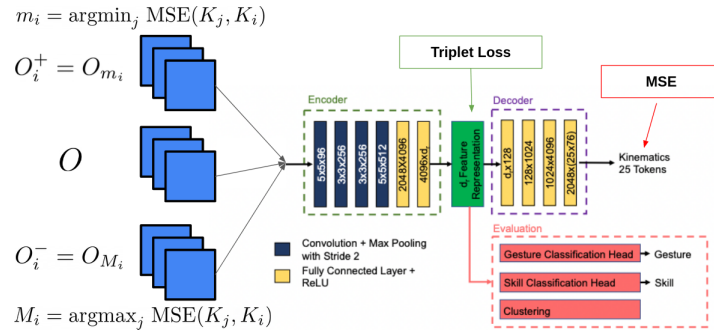 m_i = argmin_j MSE(K_j, K_i)
O_i^+ = O_{m_i}
O
O_i^- = O_{M_i}
M_i = argmax_j MSE(K_j, K_i)
Triplet Loss
MSE
Encoder
5x5x96
3x3x256
3x3x256
5x5x512
2048X4096
4096xd,
d, Feature
Representation
Decoder
d,x128
128x1024
1024x4096
2048x(25x76)
Kinematics
25 Tokens
Convolution + Max Pooling
with Stride 2
Fully Connected Layer +
ReLU
Evaluation
Gesture Classification Head
Gesture
Skill Classification Head
Skill
Clustering